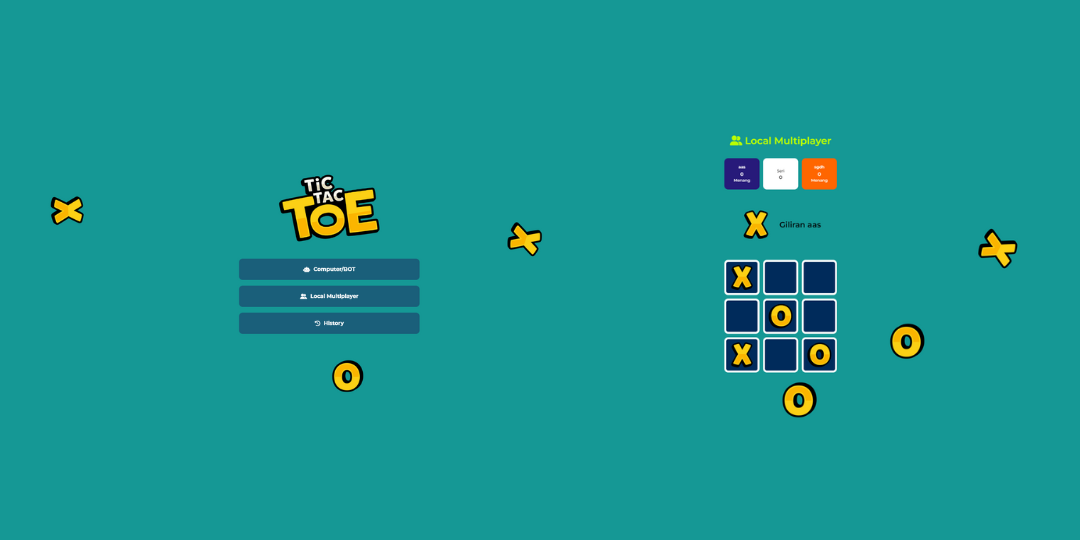 TiC
TAC
TOE
Computer/BOT
Local Multiplayer
History
Local Multiplayer
aas
0
Menang
Seri
0
0
Menang
Giliran aas
X
O
X
O